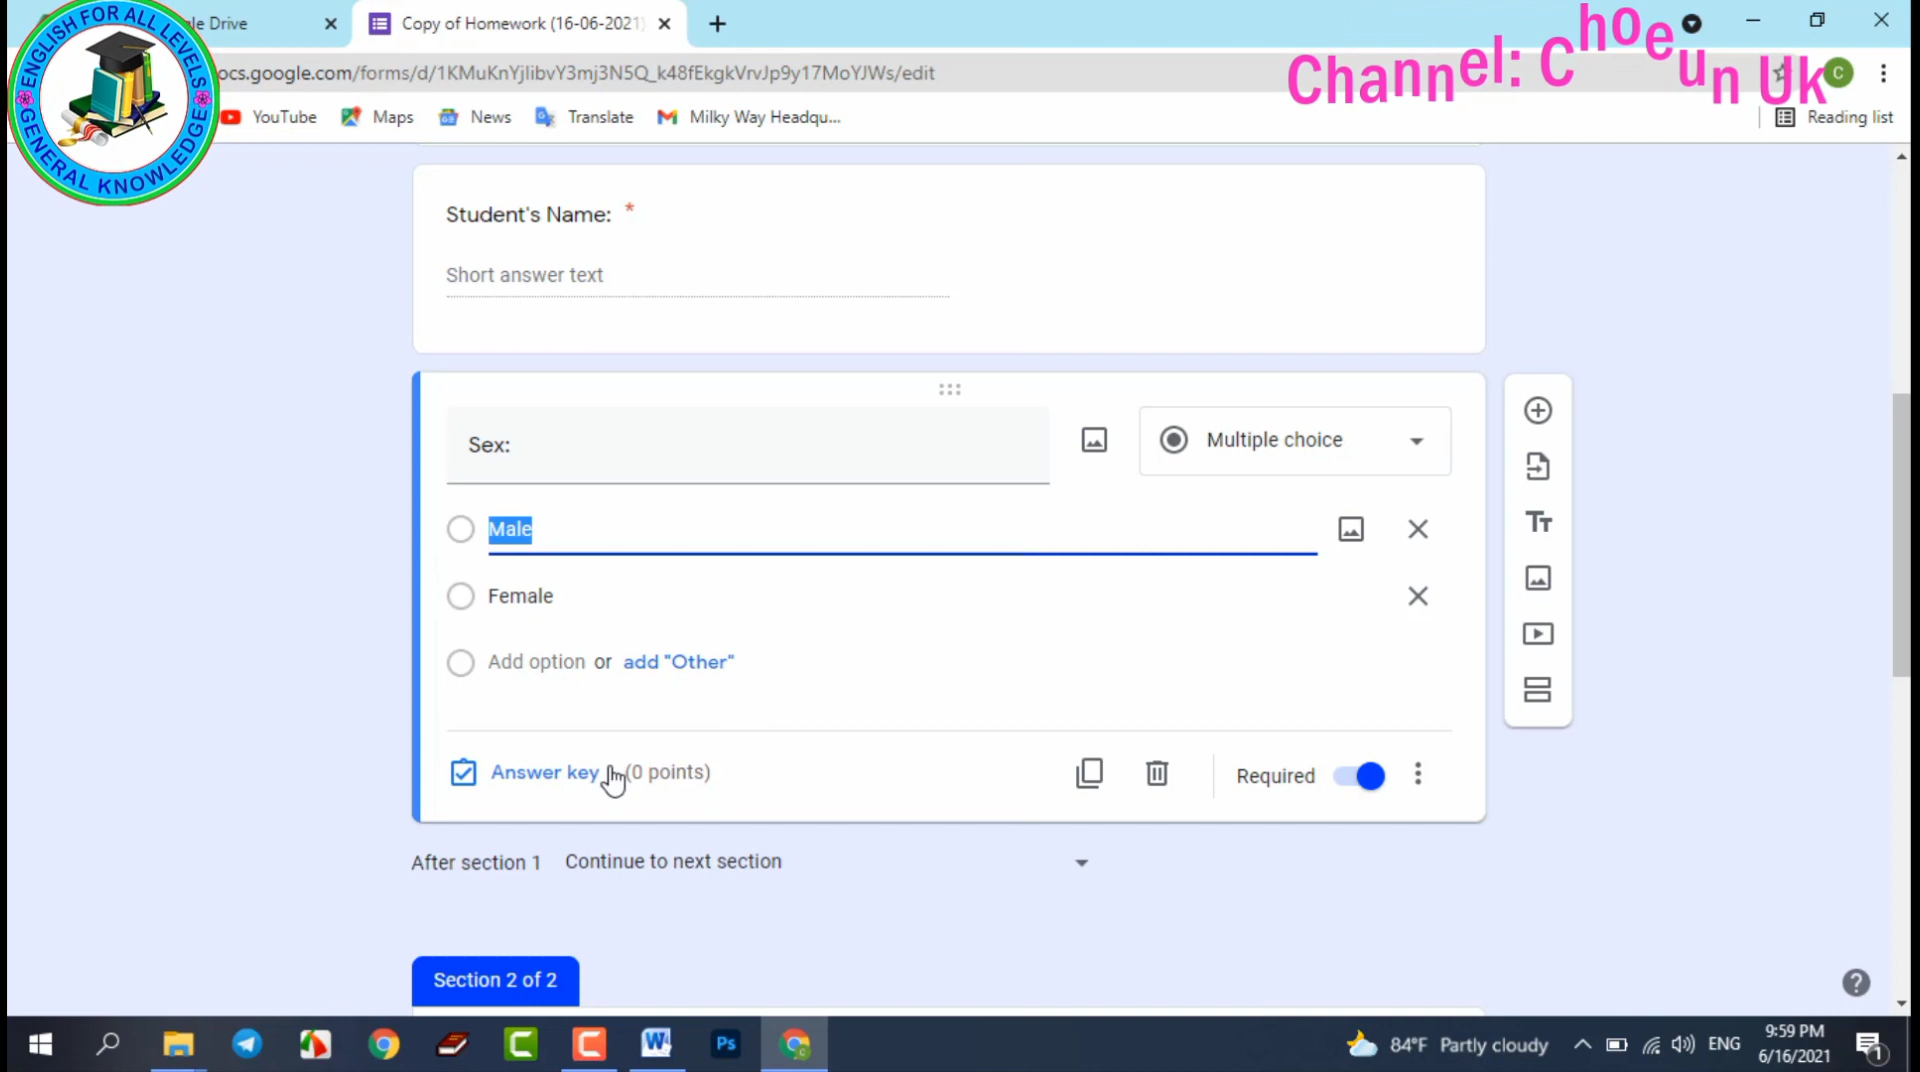 le Drive
Copy of Homework (16-06-2021)
Channel: Choeun Uk
ocs.google.com/forms/d/1KMuKnYjlibvY3mj3N5Q_k48fEkgkVrvJp9y17MoYJWs/edit
ENGLISH FOR ALL LEVELS
GENERAL KNOWLEDGE
YouTube
Maps
News
Translate
Milky Way Headqu...
Reading list
Student's Name: *
Short answer text
Sex:
Multiple choice
Male
Female
Add option or add "Other"
Answer key (0 points)
Required
After section 1 Continue to next section
Section 2 of 2
84°F Partly cloudy
ENG
9:59 PM
6/16/2021